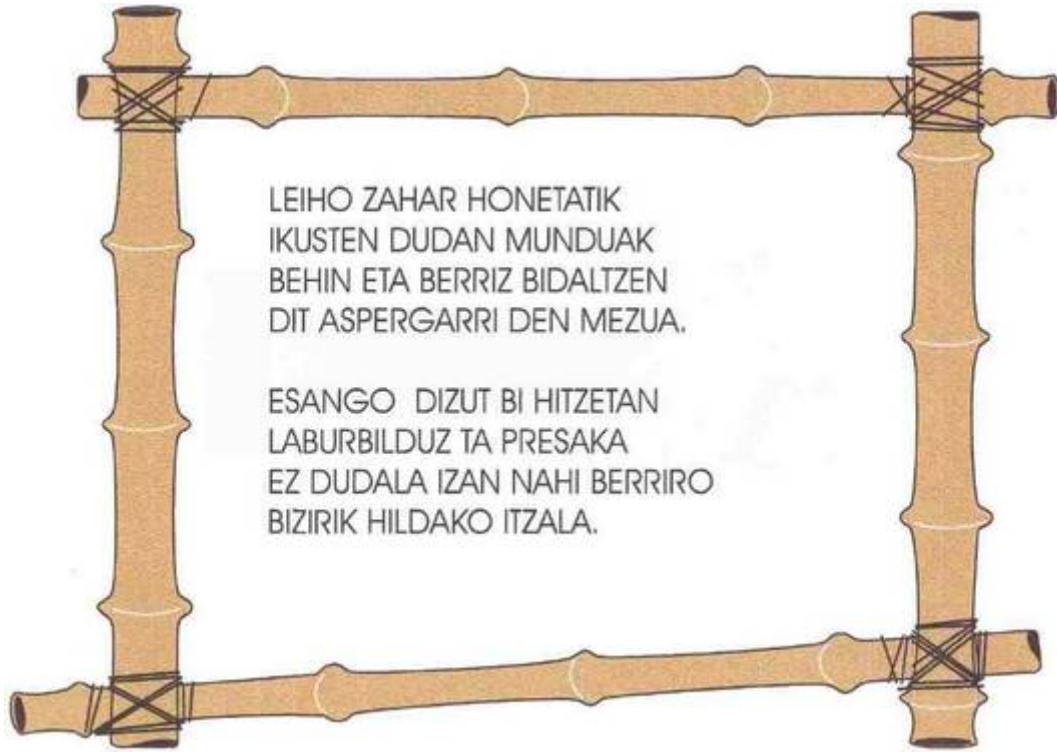 LEIHO ZAHAR HONETATIK
IKUSTEN DUDAN MUNDUAK
BEHIN ETA BERRIZ BIDALTZEN
DIT ASPERGARRI DEN MEZUA.
ESANGO DIZUT BI HITZETAN
LABURBILDUZ TA PRESAKA
EZ DUDALA IZAN NAHI BERRIRO
BIZIRIK HILDAKO ITZALA.